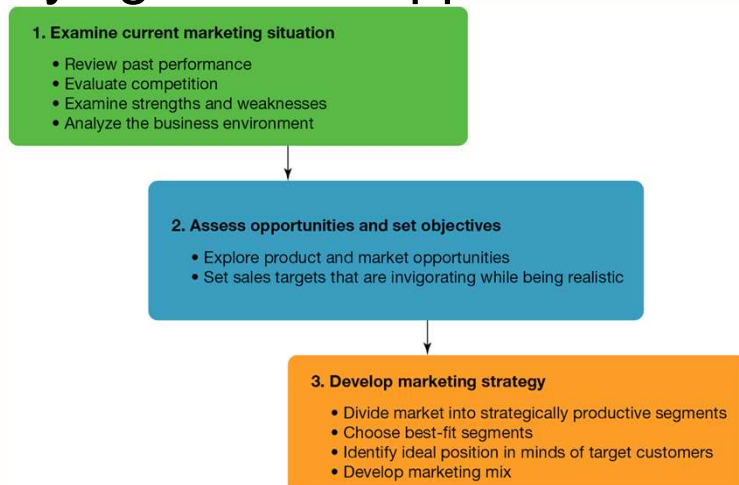 1. Examine current marketing situation
• Review past performance
• Evaluate competition
• Examine strengths and weaknesses
• Analyze the business environment
2. Assess opportunities and set objectives
• Explore product and market opportunities
• Set sales targets that are invigorating while being realistic
3. Develop marketing strategy
• Divide market into strategically productive segments
• Choose best-fit segments
• Identify ideal position in minds of target customers
• Develop marketing mix